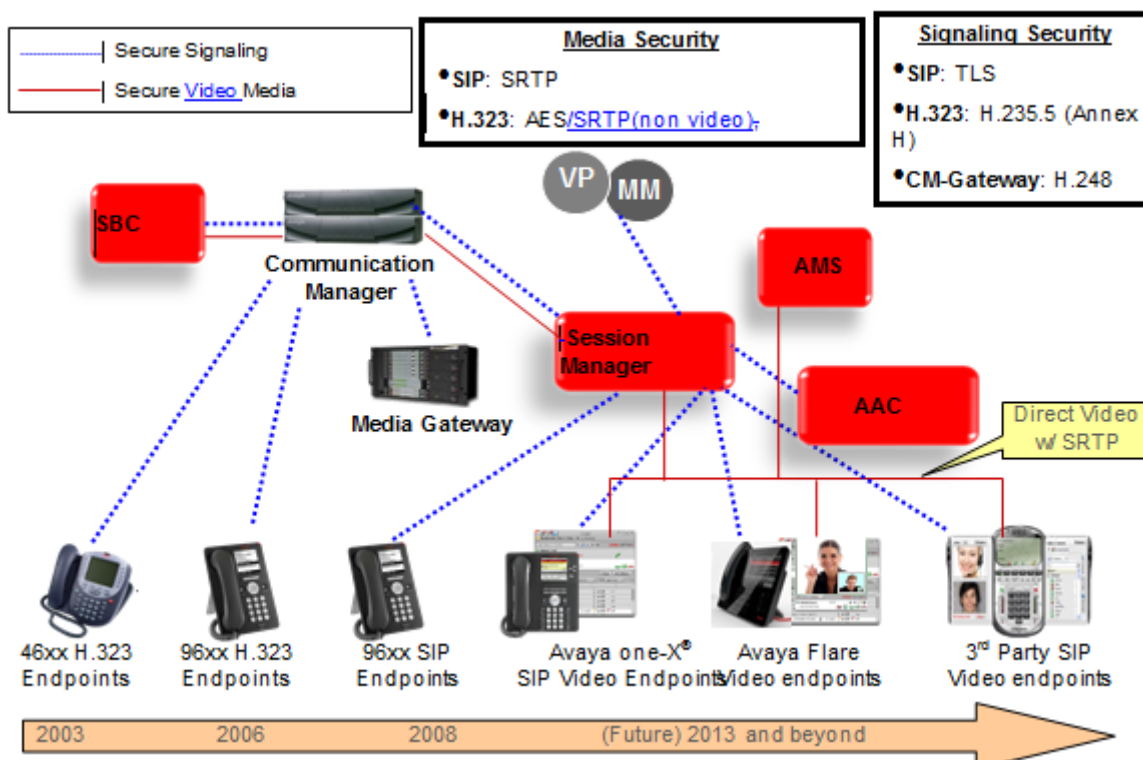 Secure Signaling
Secure Video Media
Media Security
•SIP: SRTP
•H.323: AES/SRTP(non video),
Signaling Security
•SIP: TLS
•H.323: H.235.5 (Annex
H)
•CM-Gateway: H.248
VP
MM
SBC
Communication
Manager
AMS
Session
Manager
Media Gateway
AAC
Direct Video
w/ SRTP
46xx H.323
Endpoints
96xx H.323
Endpoints
96xx SIP
Endpoints
Avaya one-X®
SIP Video Endpoints
Avaya Flare
Video endpoints
3rd Party SIP
Video endpoints
2003
2006
2008
(Future) 2013 and beyond